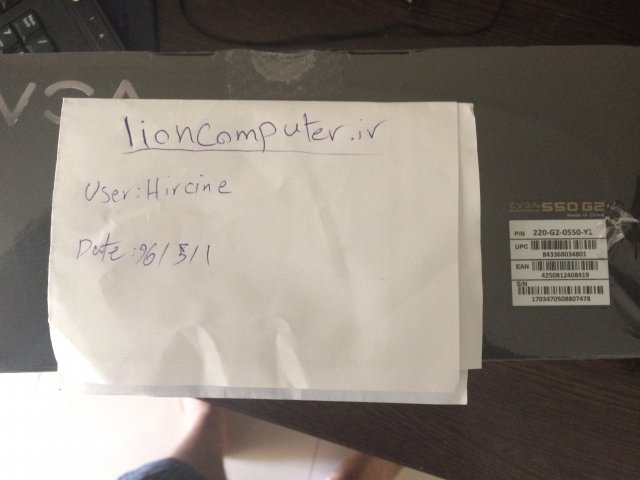 EVGA
lioncomputer.ir
User: Hircine
Date: 96/5/1
EVGA 550 G2
Made in China
P/N 220-G2-0550-Y1
UPC
843368034801
EAN
4250812408419
S/N
1703470508807478